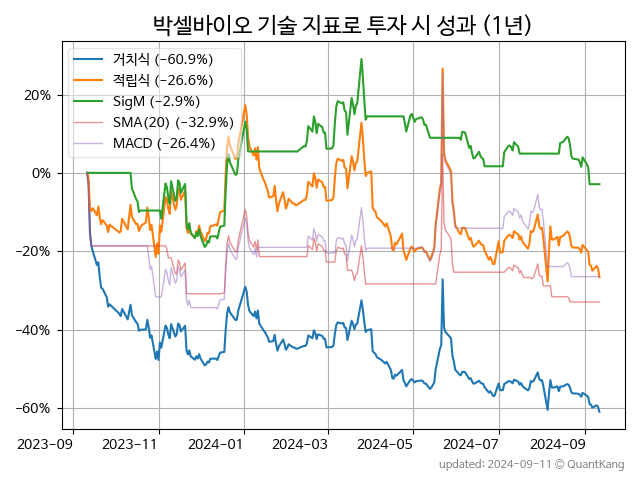 박셀바이오 기술 지표로 투자 시 성과 (1년)
거치식 (−60.9%)
적립식 (−26.6%)
SigM (−2.9%)
SMA(20) (−32.9%)
MACD (−26.4%)
20%
0%
−20%
−40%
−60%
2023−09
2023−11
2024−01
2024−03
2024−05
2024−07
2024−09
updated: 2024−09−11 © QuantKang